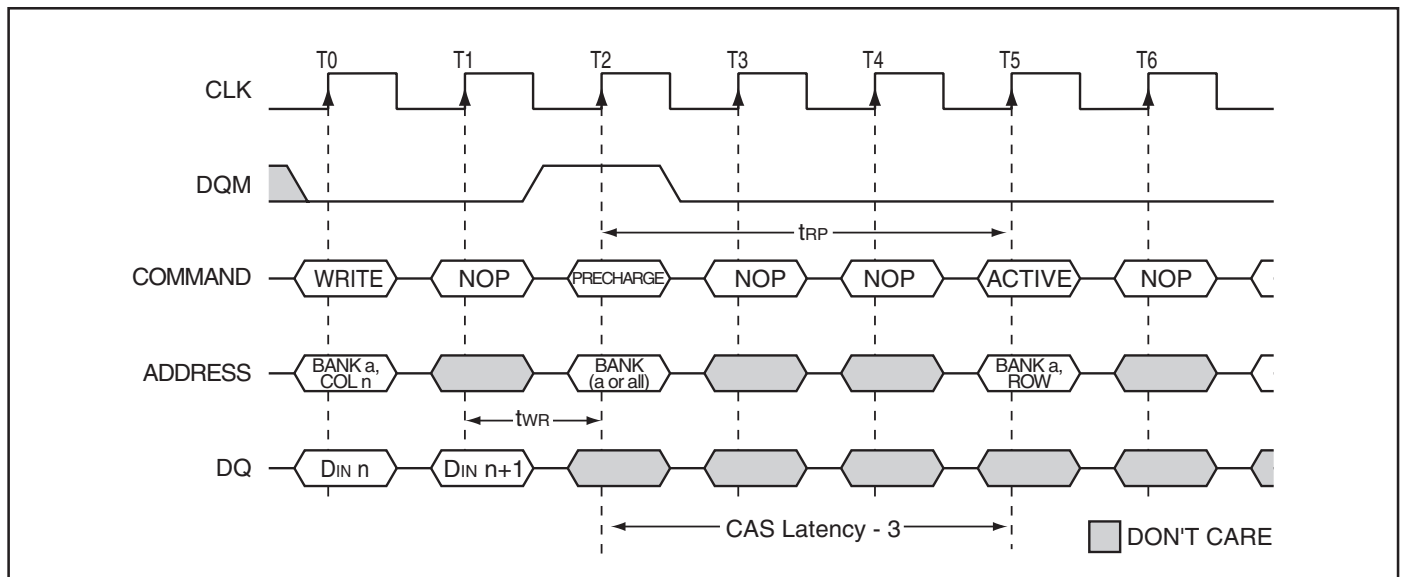 T0 T1 T2 T3 T4 T5 T6
CLK
DQM
tRP
COMMAND WRITE NOP PRECHARGE NOP NOP ACTIVE NOP
ADDRESS BANK a, COL n BANK (a or all) BANK a, ROW
tWR
DQ DIN n DIN n+1
CAS Latency - 3
DON'T CARE